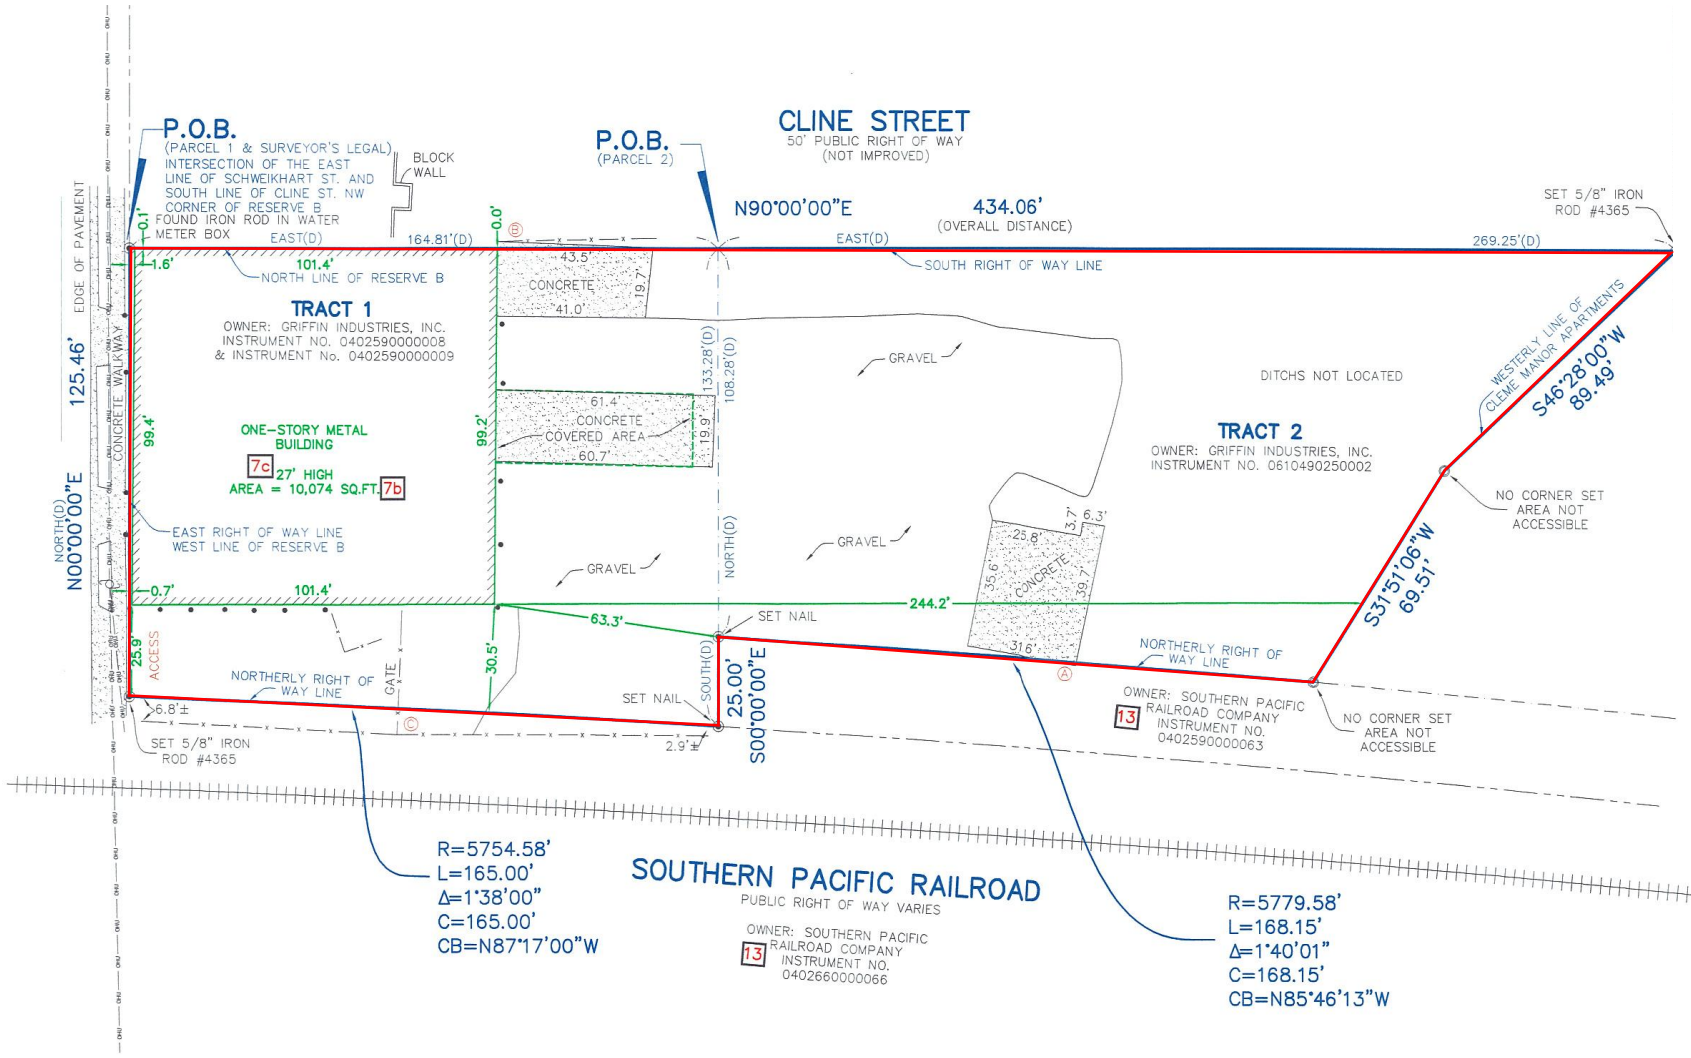 CLINE STREET
50' PUBLIC RIGHT OF WAY
(NOT IMPROVED)
P.O.B.
(PARCEL 1 & SURVEYOR'S LEGAL)
INTERSECTION OF THE EAST
LINE OF SCHWEIKHART ST. AND
SOUTH LINE OF CLINE ST. NW
CORNER OF RESERVE B
FOUND IRON ROD IN WATER
METER BOX
BLOCK
WALL
P.O.B.
(PARCEL 2)
N90°00'00"E
434.06'
(OVERALL DISTANCE)
SET 5/8" IRON
ROD #4365
EDGE OF PAVEMENT
0.1'
0.0'
B
EAST(D)
164.81'(D)
EAST(D)
269.25'(D)
1.6'
101.4'
NORTH LINE OF RESERVE B
43.5'
CONCRETE
19.7'
41.0'
SOUTH RIGHT OF WAY LINE
TRACT 1
OWNER: GRIFFIN INDUSTRIES, INC.
INSTRUMENT NO. 0402590000008
& INSTRUMENT No. 0402590000009
WESTERLY LINE OF
CLEME MANOR APARTMENTS
S46°28'00"W
89.49'
133.28'(D)
108.28'(D)
GRAVEL
DITCHS NOT LOCATED
125.46'
CONCRETE WALKWAY
99.4'
99.2'
ONE-STORY METAL
BUILDING
7c
27' HIGH
AREA = 10,074 SQ.FT.
7b
61.4'
CONCRETE
COVERED AREA
19.9'
60.7'
TRACT 2
OWNER: GRIFFIN INDUSTRIES, INC.
INSTRUMENT NO. 0610490250002
NO CORNER SET
AREA NOT
ACCESSIBLE
NORTH(D)
N00°00'00"E
EAST RIGHT OF WAY LINE
WEST LINE OF RESERVE B
NORTH(D)
GRAVEL
GRAVEL
3.7'
6.3'
25.8'
35.6'
CONCRETE
39.7'
31.6'
S31°51'06"W
69.51'
0.7'
101.4'
244.2'
63.3'
SET NAIL
25.9'
ACCESS
30.5'
GATE
NORTHERLY RIGHT OF
WAY LINE
SET NAIL
SOUTH(D)
25.00'
S00°00'00"E
NORTHERLY RIGHT OF
WAY LINE
A
C
6.8'±
2.9'±
SET 5/8" IRON
ROD #4365
OWNER: SOUTHERN PACIFIC
RAILROAD COMPANY
INSTRUMENT NO.
0402590000063
13
NO CORNER SET
AREA NOT
ACCESSIBLE
R=5754.58'
L=165.00'
Δ=1°38'00"
C=165.00'
CB=N87°17'00"W
SOUTHERN PACIFIC RAILROAD
PUBLIC RIGHT OF WAY VARIES
OWNER: SOUTHERN PACIFIC
RAILROAD COMPANY
INSTRUMENT NO.
0402660000066
13
R=5779.58'
L=168.15'
Δ=1°40'01"
C=168.15'
CB=N85°46'13"W